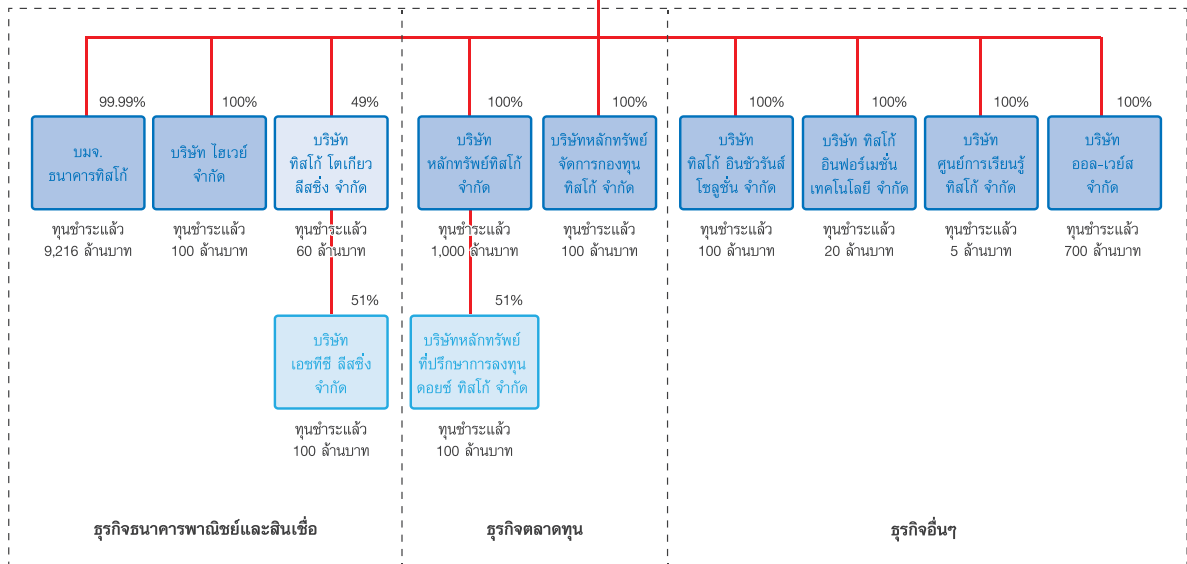 99.99%
บมจ.
ธนาคารทิสโก้
ทุนชำระแล้ว
9,216 ล้านบาท
100%
บริษัท ไฮเวย์
จำกัด
ทุนชำระแล้ว
100 ล้านบาท
49%
บริษัท
ทิสโก้ โตเกียว
ลีสซิ่ง จำกัด
ทุนชำระแล้ว
60 ล้านบาท
51%
บริษัท
เอชทีซี ลีสซิ่ง
จำกัด
ทุนชำระแล้ว
100 ล้านบาท
ธุรกิจธนาคารพาณิชย์และสินเชื่อ
100%
บริษัท
หลักทรัพย์ทิสโก้
จำกัด
ทุนชำระแล้ว
1,000 ล้านบาท
100%
บริษัทหลักทรัพย์
จัดการกองทุน
ทิสโก้ จำกัด
ทุนชำระแล้ว
100 ล้านบาท
51%
บริษัทหลักทรัพย์
ที่ปรึกษาการลงทุน
ดอยซ์ ทิสโก้ จำกัด
ทุนชำระแล้ว
100 ล้านบาท
ธุรกิจตลาดทุน
100%
บริษัท
ทิสโก้ อินชัวรันส์
โซลูชั่น จำกัด
ทุนชำระแล้ว
100 ล้านบาท
100%
บริษัท ทิสโก้
อินฟอร์เมชั่น
เทคโนโลยี จำกัด
ทุนชำระแล้ว
20 ล้านบาท
100%
บริษัท
ศูนย์การเรียนรู้
ทิสโก้ จำกัด
ทุนชำระแล้ว
5 ล้านบาท
100%
บริษัท
ออล-เวย์ส
จำกัด
ทุนชำระแล้ว
700 ล้านบาท
ธุรกิจอื่นๆ